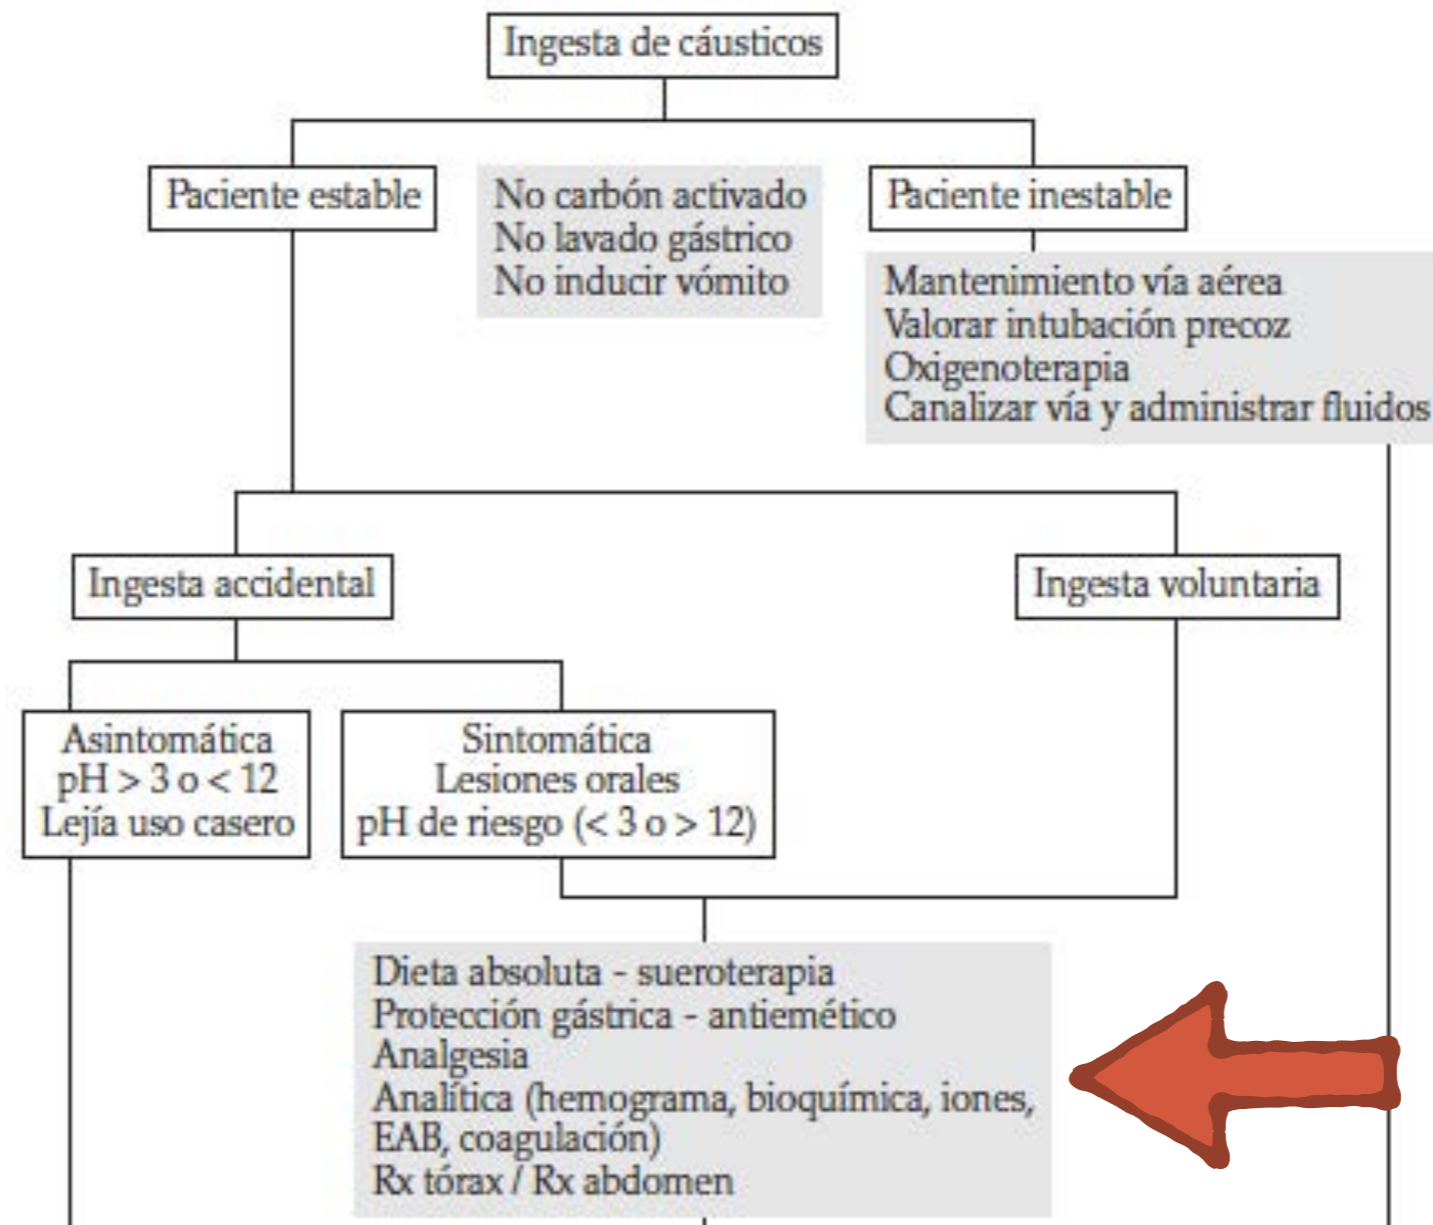 Ingesta de cáusticos
Paciente estable
No carbón activado
No lavado gástrico
No inducir vómito
Paciente inestable
Mantenimiento vía aérea
Valorar intubación precoz
Oxigenoterapia
Canalizar vía y administrar fluidos
Ingesta accidental
Ingesta voluntaria
Asintomática
pH > 3 o < 12
Lejía uso casero
Sintomática
Lesiones orales
pH de riesgo (< 3 o > 12)
Dieta absoluta - sueroterapia
Protección gástrica - antiemético
Analgesia
Analítica (hemograma, bioquímica, iones,
EAB, coagulación)
Rx tórax / Rx abdomen